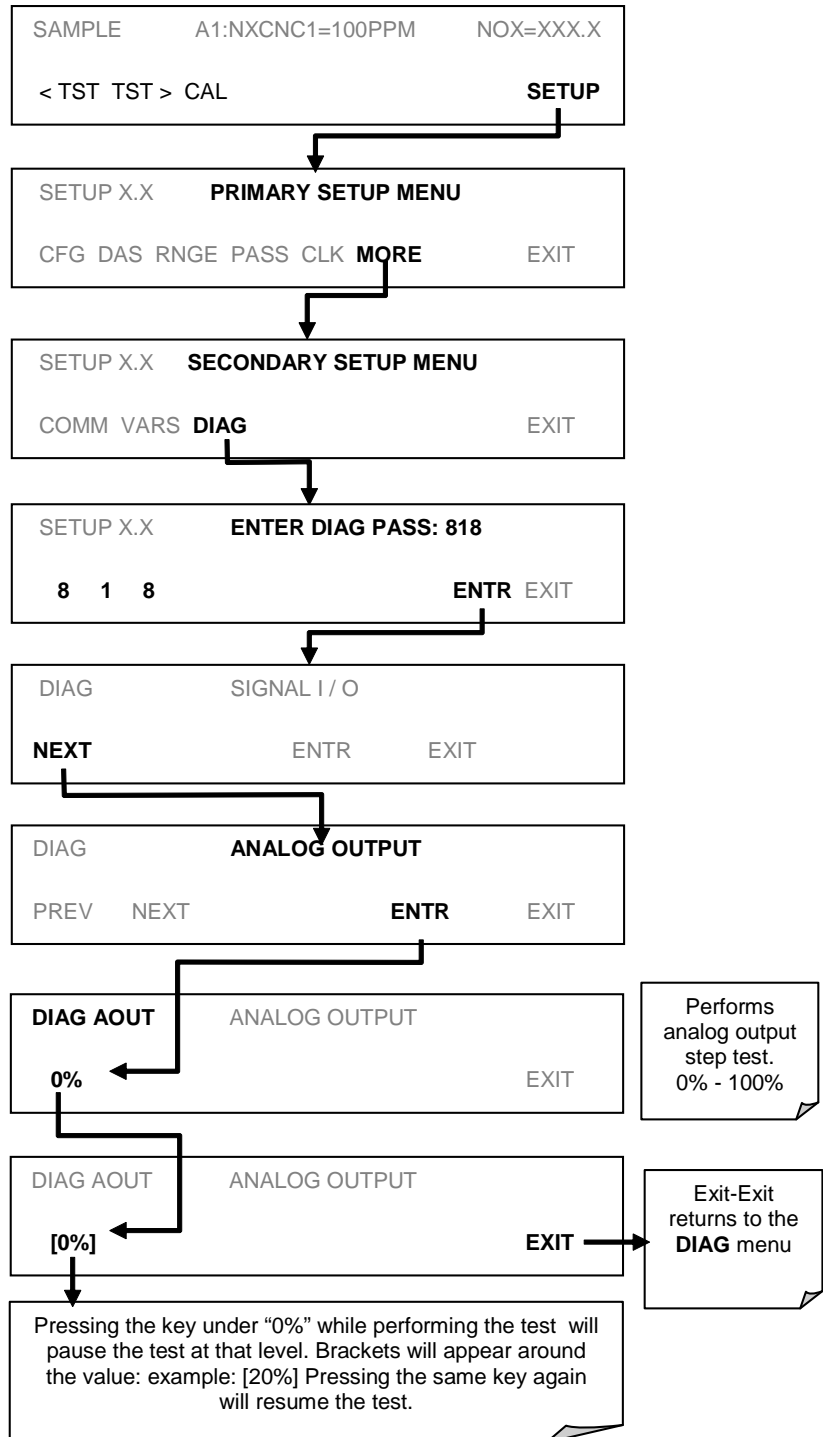 SAMPLE A1:NXCNC1=100PPM NOX=XXX.X
< TST TST > CAL SETUP
SETUP X.X PRIMARY SETUP MENU
CFG DAS RNGE PASS CLK MORE EXIT
SETUP X.X SECONDARY SETUP MENU
COMM VARS DIAG EXIT
SETUP X.X ENTER DIAG PASS: 818
8 1 8 ENTR EXIT
DIAG SIGNAL I / O
NEXT ENTR EXIT
DIAG ANALOG OUTPUT
PREV NEXT ENTR EXIT
DIAG AOUT ANALOG OUTPUT
0% EXIT
Performs
analog output
step test.
0% - 100%
DIAG AOUT ANALOG OUTPUT
[0%] EXIT
Exit-Exit
returns to the
DIAG menu
Pressing the key under “0%” while performing the test will
pause the test at that level. Brackets will appear around
the value: example: [20%] Pressing the same key again
will resume the test.